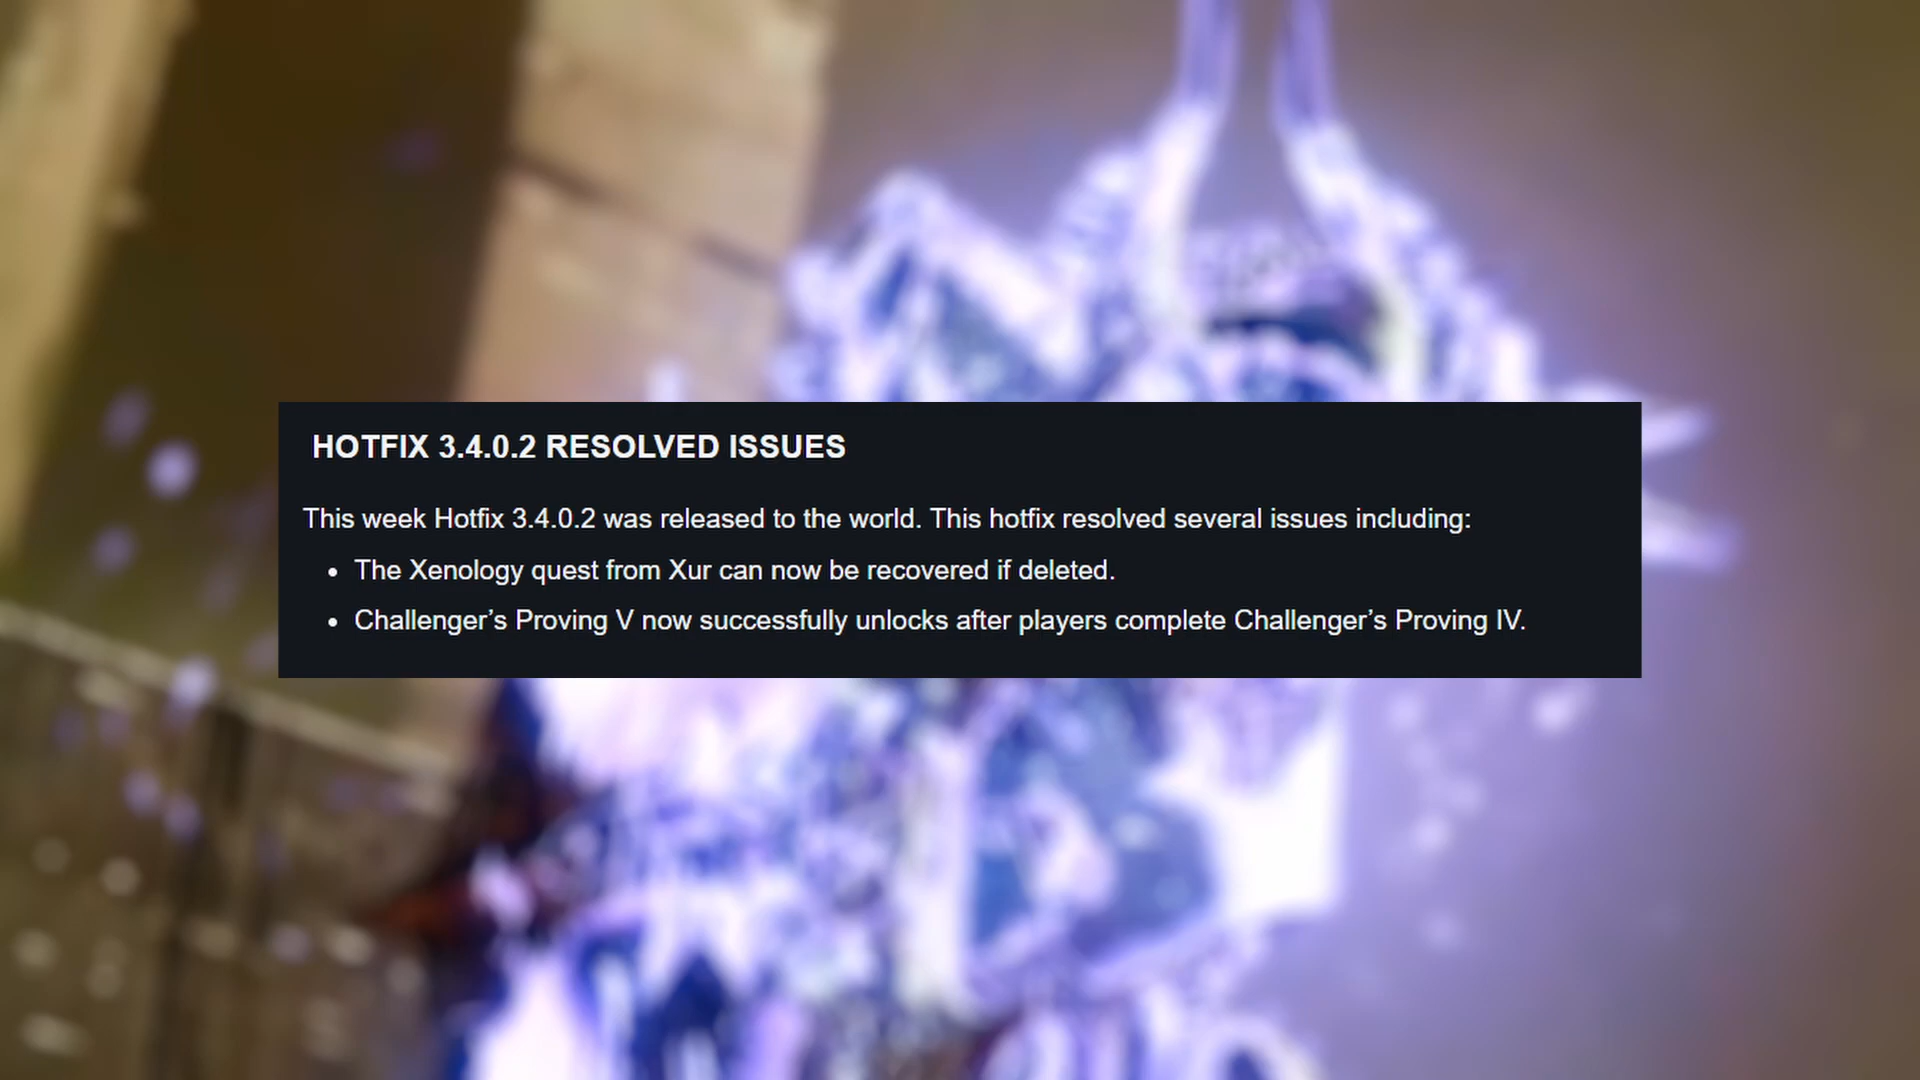 HOTFIX 3.4.0.2 RESOLVED ISSUES
This week Hotfix 3.4.0.2 was released to the world. This hotfix resolved several issues including:
• The Xenology quest from Xur can now be recovered if deleted.
• Challenger’s Proving V now successfully unlocks after players complete Challenger’s Proving IV.